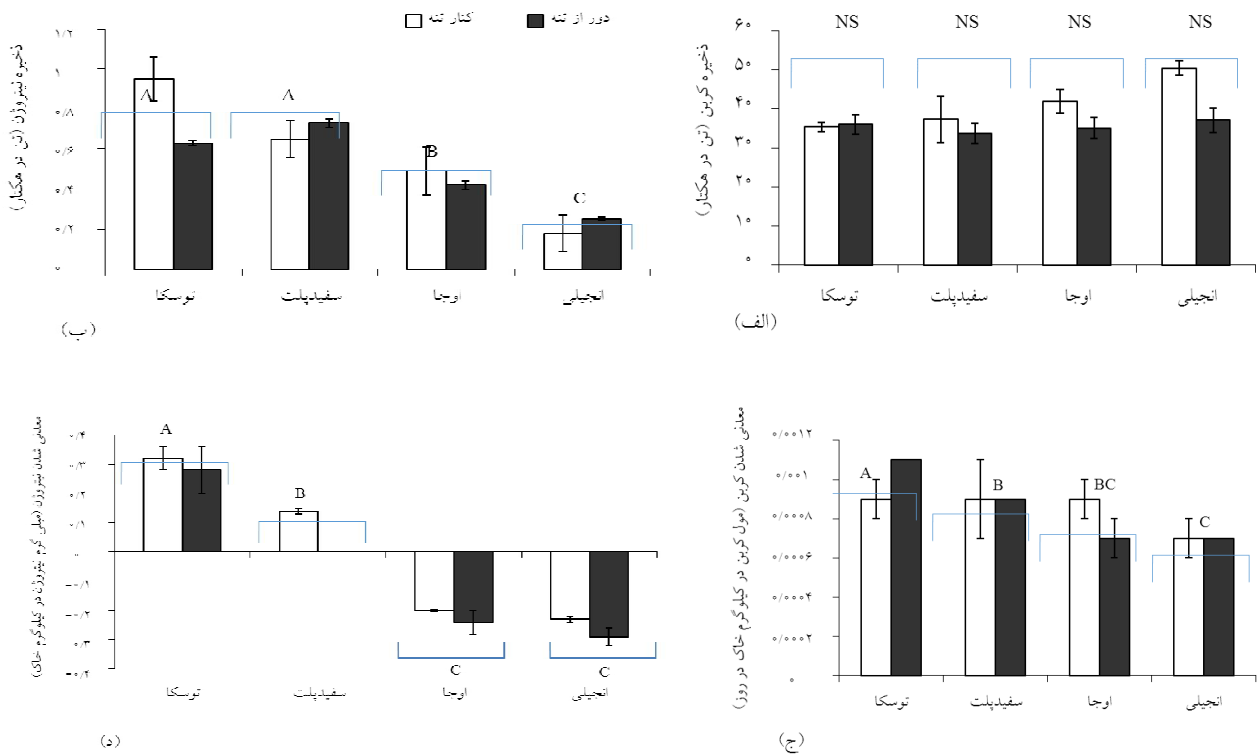 ذخیره کربن (تن در هکتار)
۶۰
۵۰
۴۰
۳۰
۲۰
۱۰
۰
NS
NS
NS
NS
توسکا
سفیدپلت
اوجا
انجیلی
(الف)
کنار تنه
دور از تنه
ذخیره نیتروژن (تن در هکتار)
۱/۲
۱
۰/۸
۰/۶
۰/۴
۰/۲
۰
A
A
B
C
توسکا
سفیدپلت
اوجا
انجیلی
(ب)
معدنی شدن کربن (مول کربن در کیلوگرم خاک در روز)
۰/۰۰۱۲
۰/۰۰۱
۰/۰۰۰۸
۰/۰۰۰۶
۰/۰۰۰۴
۰/۰۰۰۲
۰
A
B
BC
C
توسکا
سفیدپلت
اوجا
انجیلی
(ج)
معدنی شدن نیتروژن (میلی گرم نیتروژن در کیلوگرم خاک)
۰/۴
۰/۳
۰/۲
۰/۱
۰
-۰/۱
-۰/۲
-۰/۳
-۰/۴
A
B
C
C
توسکا
سفیدپلت
اوجا
انجیلی
(د)